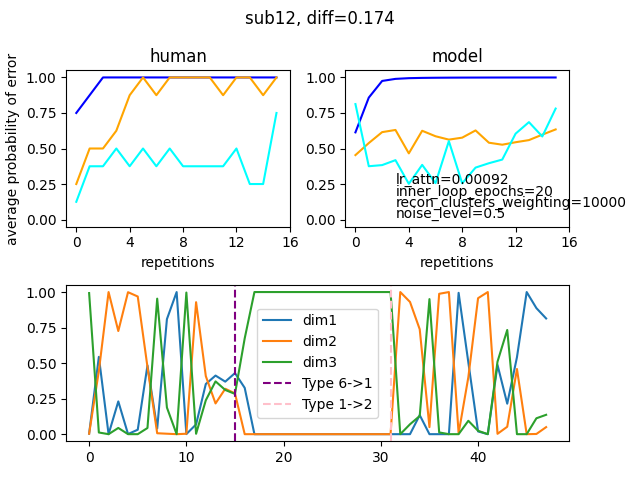 sub12, diff=0.174
human
model
average probability of error
1.00
0.75
0.50
0.25
0.00
0
4
8
12
16
repetitions
1.00
0.75
0.50
0.25
0.00
lr_attn=0.00092
inner_loop_epochs=20
recon_clusters_weighting=10000
noise_level=0.5
0
4
8
12
16
repetitions
1.00
0.75
0.50
0.25
0.00
dim1
dim2
dim3
Type 6->1
Type 1->2
0
10
20
30
40